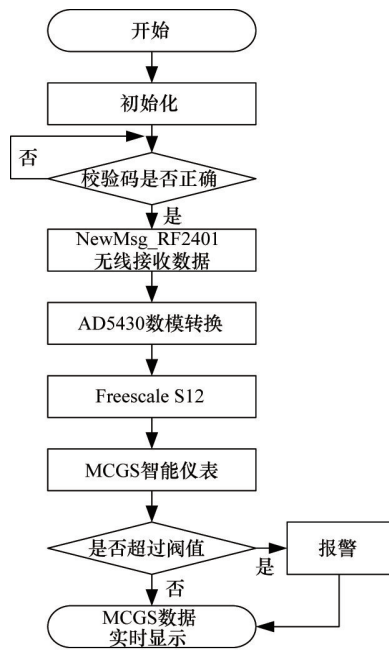 开始
初始化
否
校验码是否正确
是
NewMsg_RF2401
无线接收数据
AD5430数模转换
Freescale S12
MCGS智能仪表
是否超过阀值
是
报警
否
MCGS数据
实时显示